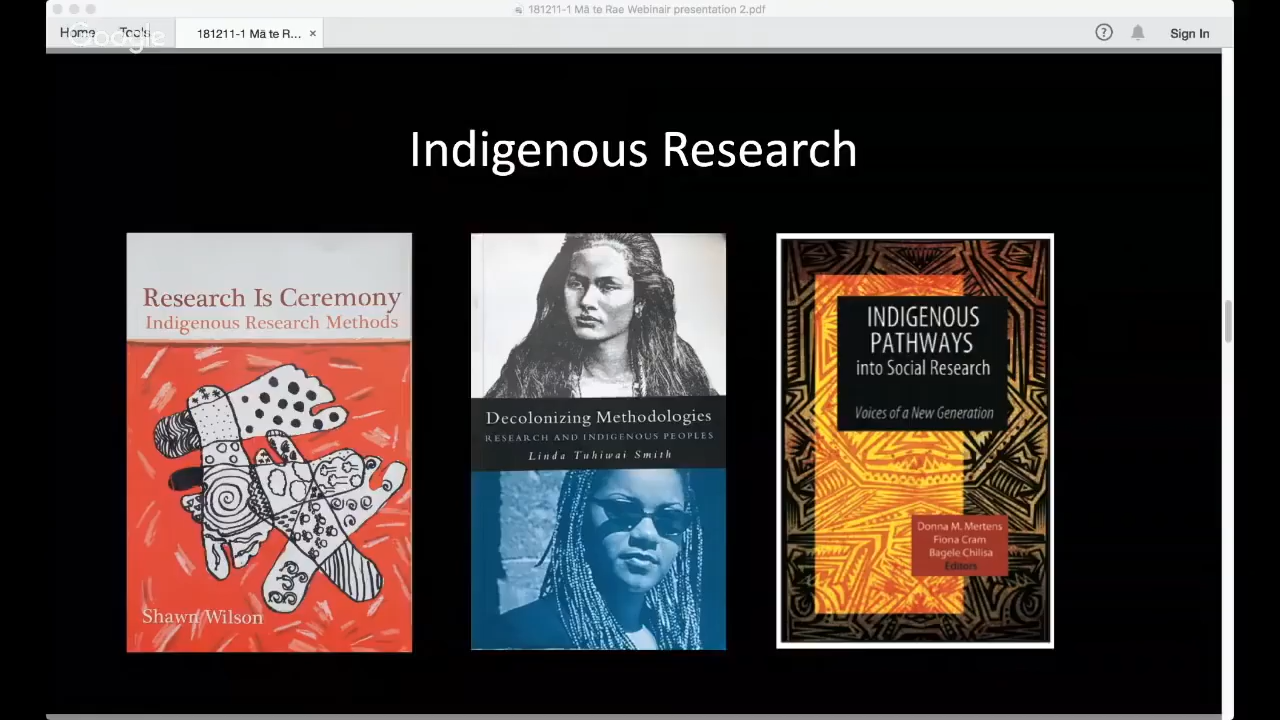 181211-1 Mā te Rae Webinair presentation 2.pdf
Home Tools 181211-1 Mā te R... × ? Sign In
Google
Indigenous Research
Research Is Ceremony
Indigenous Research Methods
Shawn Wilson
Decolonizing Methodologies
RESEARCH AND INDIGENOUS PEOPLES
Linda Tuhiwai Smith
INDIGENOUS
PATHWAYS
into Social Research
Voices of a New Generation
Donna M. Mertens
Fiona Cram
Bagele Chilisa
Editors